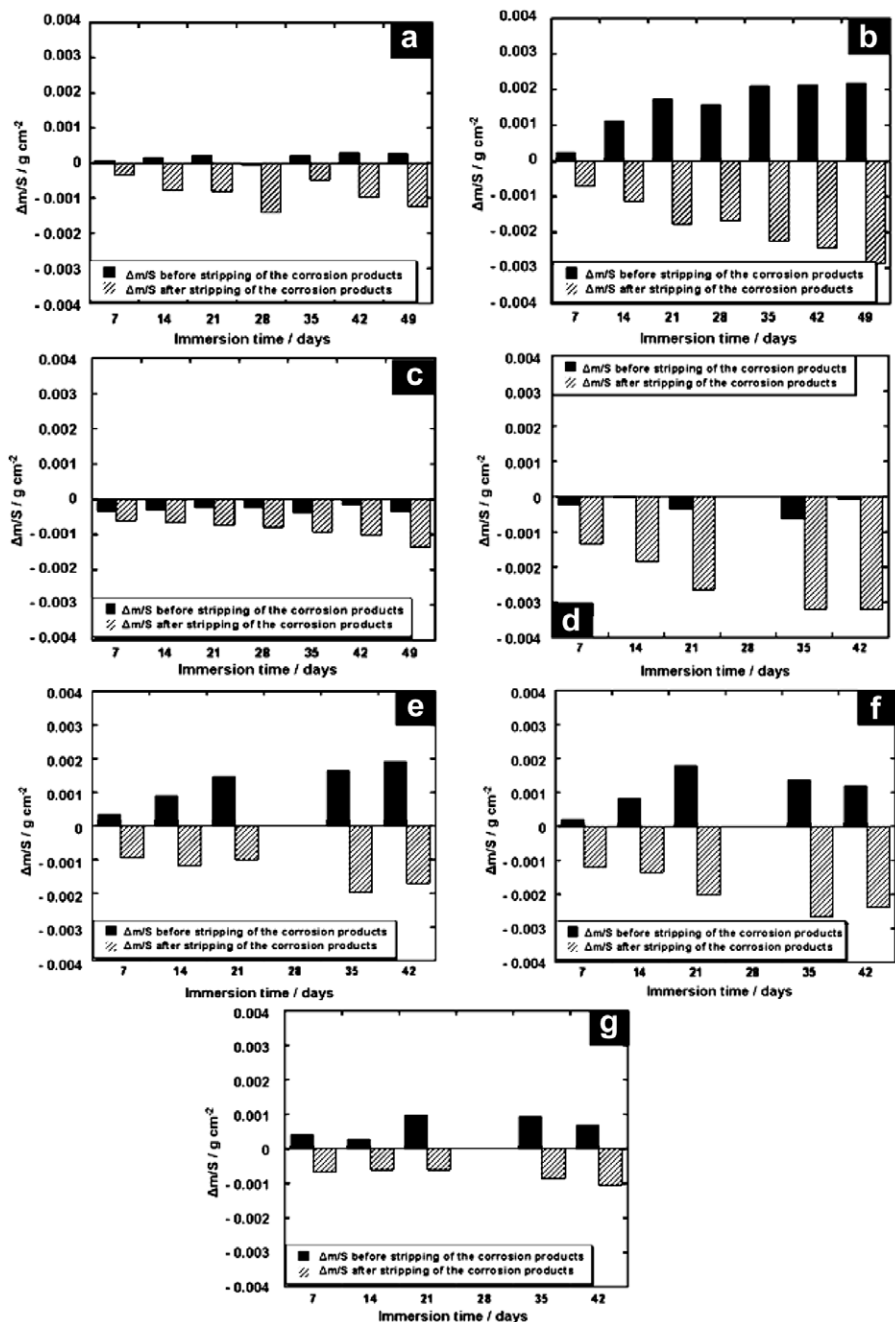 a
0.004
0.003
0.002
0.001
0
- 0.001
- 0.002
- 0.003
- 0.004
Δm/S / g cm-2
Δm/S before stripping of the corrosion products
Δm/S after stripping of the corrosion products
7 14 21 28 35 42 49
Immersion time / days
b
0.004
0.003
0.002
0.001
0
- 0.001
- 0.002
- 0.003
- 0.004
Δm/S / g cm-2
Δm/S before stripping of the corrosion products
Δm/S after stripping of the corrosion products
7 14 21 28 35 42 49
Immersion time / days
c
0.004
0.003
0.002
0.001
0
- 0.001
- 0.002
- 0.003
- 0.004
Δm/S / g cm-2
Δm/S before stripping of the corrosion products
Δm/S after stripping of the corrosion products
7 14 21 28 35 42 49
Immersion time / days
Δm/S before stripping of the corrosion products
Δm/S after stripping of the corrosion products
0.004
0.003
0.002
0.001
0
- 0.001
- 0.002
- 0.003
- 0.004
Δm/S / g cm-2
d
7 14 21 28 35 42
Immersion time / days
e
0.004
0.003
0.002
0.001
0
- 0.001
- 0.002
- 0.003
- 0.004
Δm/S / g cm-2
Δm/S before stripping of the corrosion products
Δm/S after stripping of the corrosion products
7 14 21 28 35 42
Immersion time / days
f
0.004
0.003
0.002
0.001
0
- 0.001
- 0.002
- 0.003
- 0.004
Δm/S / g cm-2
Δm/S before stripping of the corrosion products
Δm/S after stripping of the corrosion products
7 14 21 28 35 42
Immersion time / days
g
0.004
0.003
0.002
0.001
0
- 0.001
- 0.002
- 0.003
- 0.004
Δm/S / g cm-2
Δm/S before stripping of the corrosion products
Δm/S after stripping of the corrosion products
7 14 21 28 35 42
Immersion time / days